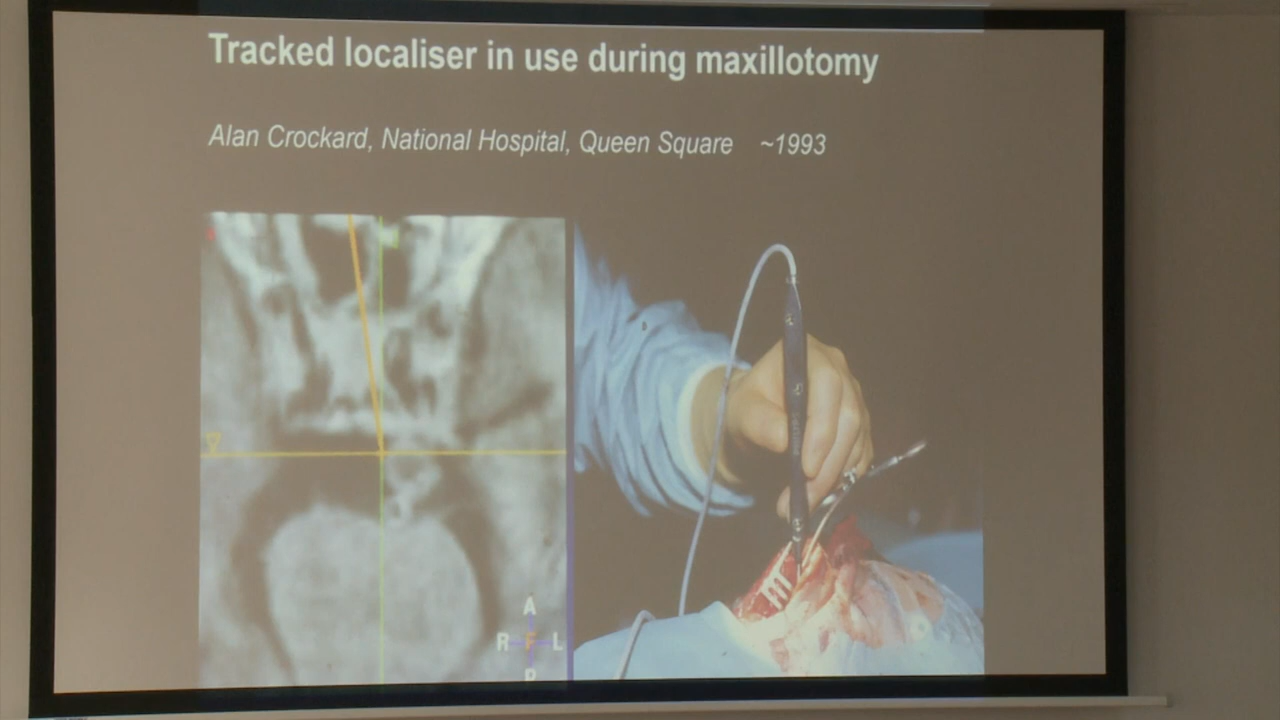 Tracked localiser in use during maxillotomy
Alan Crockard, National Hospital, Queen Square ~1993
A
R F L
P